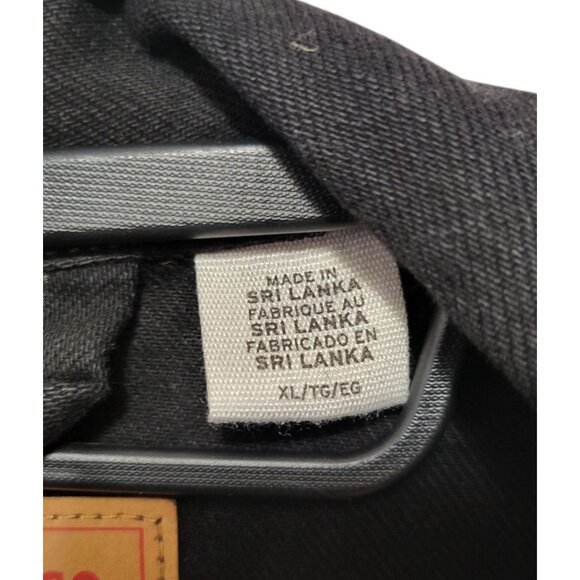 MADE IN
SRI LANKA
FABRIQUE AU
SRI LANKA
FABRICADO EN
SRI LANKA
XL/TG/EG